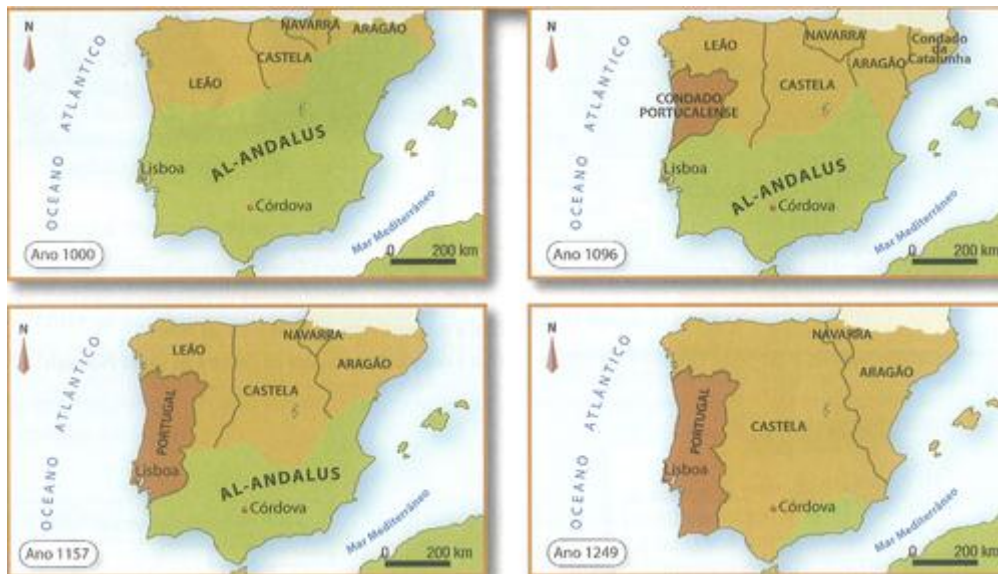 N
OCEANO ATLÂNTICO
NAVARRA
ARAGÃO
CASTELA
LEÃO
AL-ANDALUS
Lisboa
Córdova
Mar Mediterrâneo
Ano 1000
0 200 km
N
OCEANO ATLÂNTICO
NAVARRA
LEÃO
Condado
da
Catalunha
ARAGÃO
CASTELA
CONDADO
PORTUCALENSE
Lisboa
AL-ANDALUS
Córdova
Mar Mediterrâneo
Ano 1096
0 200 km
N
OCEANO ATLÂNTICO
NAVARRA
LEÃO
ARAGÃO
CASTELA
PORTUGAL
Lisboa
AL-ANDALUS
Córdova
Mar Mediterrâneo
Ano 1157
0 200 km
N
OCEANO ATLÂNTICO
NAVARRA
ARAGÃO
CASTELA
PORTUGAL
Lisboa
Córdova
Mar Mediterrâneo
Ano 1249
0 200 km